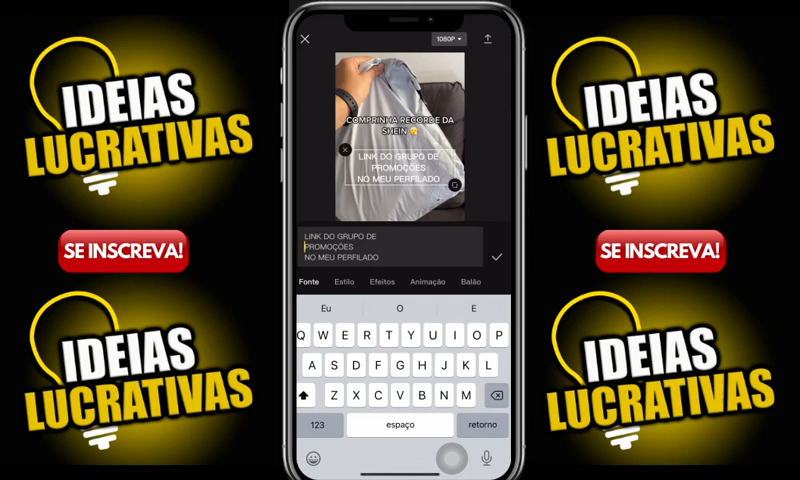 IDEIAS
LUCRATIVAS
SE INSCREVA!
IDEIAS
LUCRATIVAS
1080P
COMPRINHA RECORDE DA
SHEIN 😲
LINK DO GRUPO DE
PROMOÇÕES
NO MEU PERFILADO
LINK DO GRUPO DE
PROMOÇÕES
NO MEU PERFILADO
Fonte Estilo Efeitos Animação Balão
Eu O E
Q W E R T Y U I O P
A S D F G H J K L
Z X C V B N M
123 espaço retorno
IDEIAS
LUCRATIVAS
SE INSCREVA!
IDEIAS
LUCRATIVAS